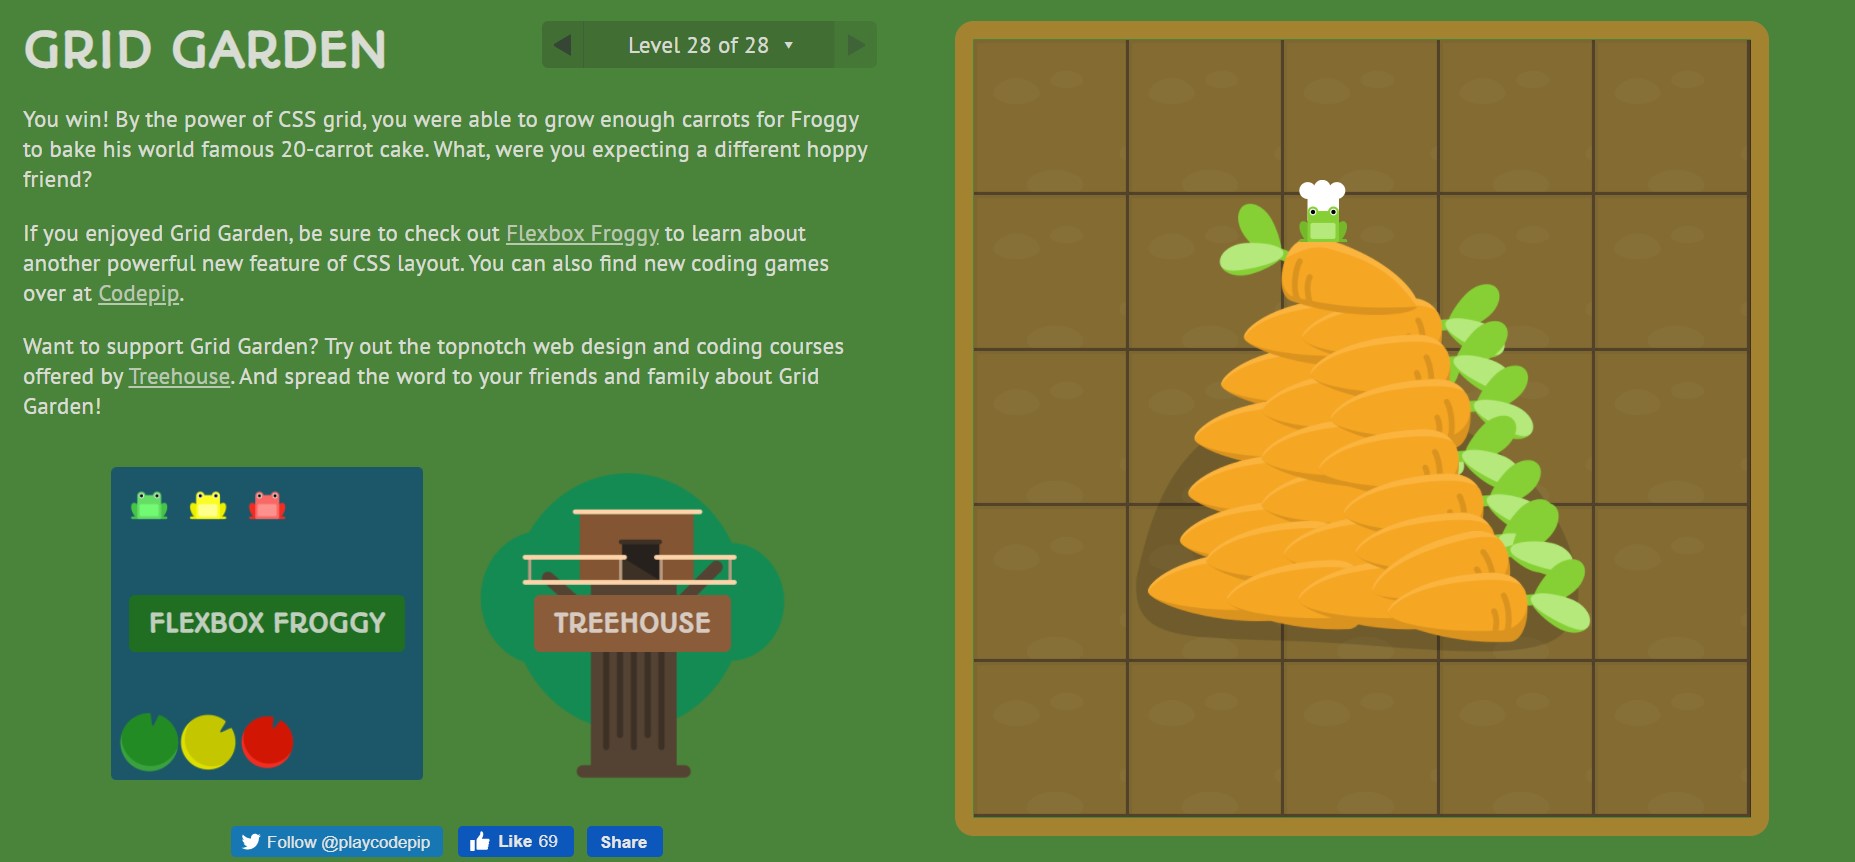 GRID GARDEN
Level 28 of 28
You win! By the power of CSS grid, you were able to grow enough carrots for Froggy
to bake his world famous 20-carrot cake. What, were you expecting a different hoppy
friend?
If you enjoyed Grid Garden, be sure to check out Flexbox Froggy to learn about
another powerful new feature of CSS layout. You can also find new coding games
over at Codepip.
Want to support Grid Garden? Try out the topnotch web design and coding courses
offered by Treehouse. And spread the word to your friends and family about Grid
Garden!
FLEXBOX FROGGY
TREEHOUSE
Follow @playcodepip
Like 69
Share